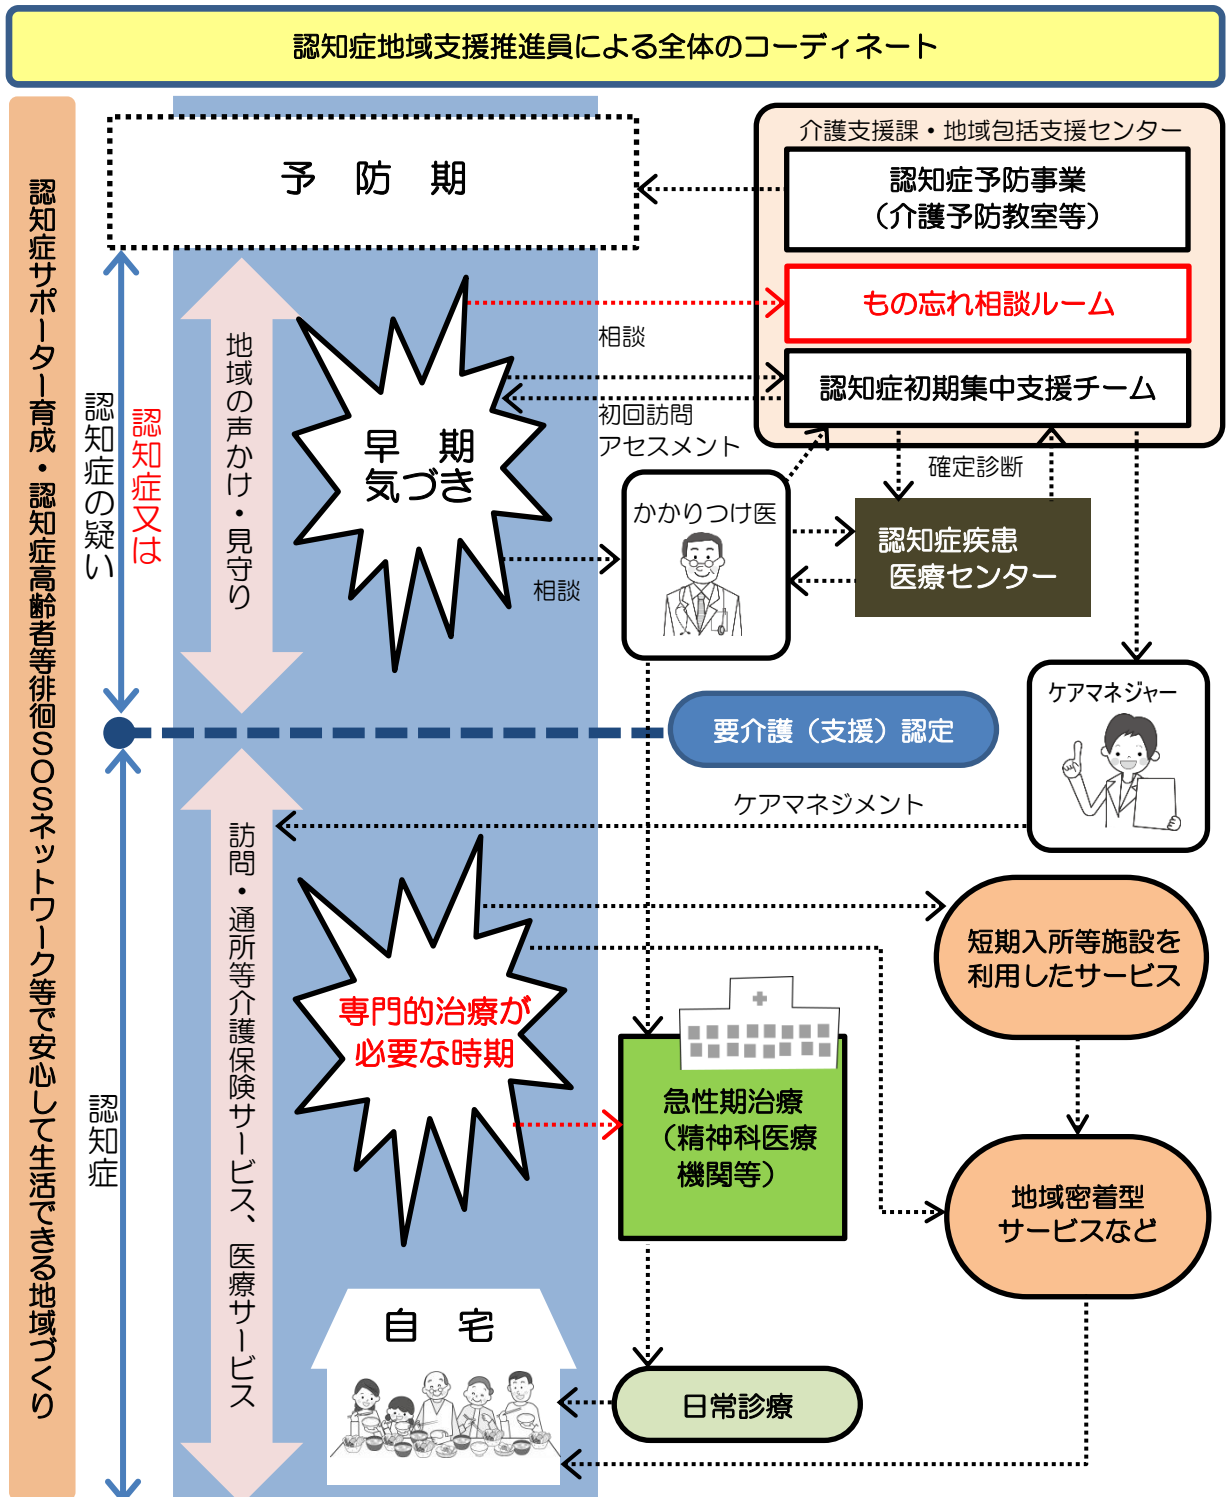 認知症地域支援推進員による全体のコーディネート
認知症サポーター育成・認知症高齢者等徘徊SOSネットワーク等で安心して生活できる地域づくり
予　防　期
介護支援課・地域包括支援センター
認知症予防事業
（介護予防教室等）
もの忘れ相談ルーム
認知症初期集中支援チーム
認知症又は
認知症の疑い
地域の声かけ・見守り
早　期
気づき
相談
初回訪問
アセスメント
確定診断
かかりつけ医
認知症疾患
医療センター
相談
ケアマネジャー
要介護（支援）認定
ケアマネジメント
認知症
訪問・通所等介護保険サービス、医療サービス
専門的治療が
必要な時期
短期入所等施設を
利用したサービス
急性期治療
（精神科医療
機関等）
地域密着型
サービスなど
自　宅
日常診療